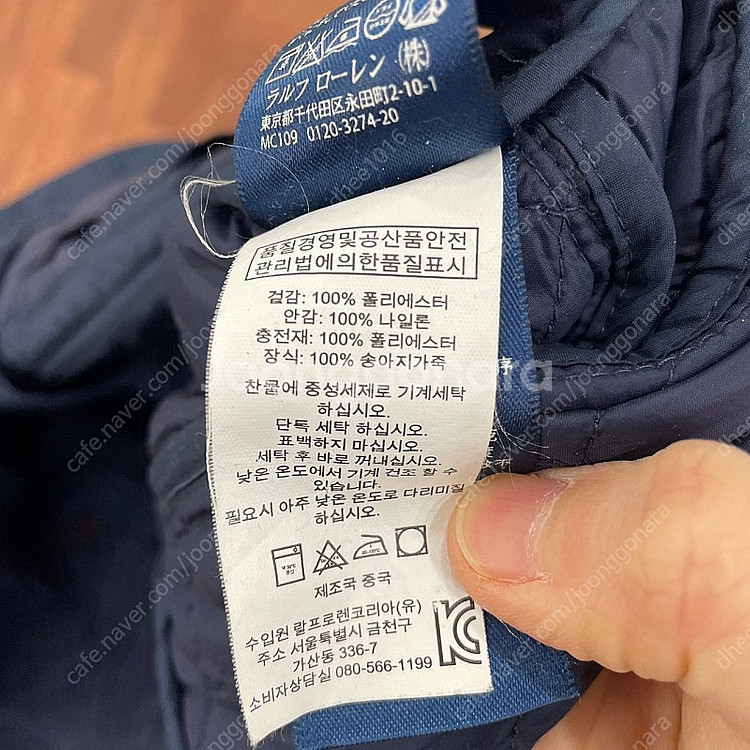 ラルフ ローレン (株)
東京都千代田区永田町2-10-1
MC109 0120-3274-20
품질경영및공산품안전
관리법에의한품질표시
겉감: 100% 폴리에스터
안감: 100% 나일론
충전재: 100% 폴리에스터
장식: 100% 송아지가죽
찬물에 중성세제로 기계세탁
하십시오.
단독 세탁 하십시오.
표백하지 마십시오.
세탁 후 바로 꺼내십시오.
낮은 온도에서 기계 건조 할 수
있습니다.
필요시 아주 낮은 온도로 다리미질
하십시오.
제조국 중국
수입원 랄프로렌코리아(유)
주소 서울특별시 금천구
가산동 336-7
소비자상담실 080-566-1199
KC
序
joonggonara
cafe.naver.com/joonggonara
dhee1016